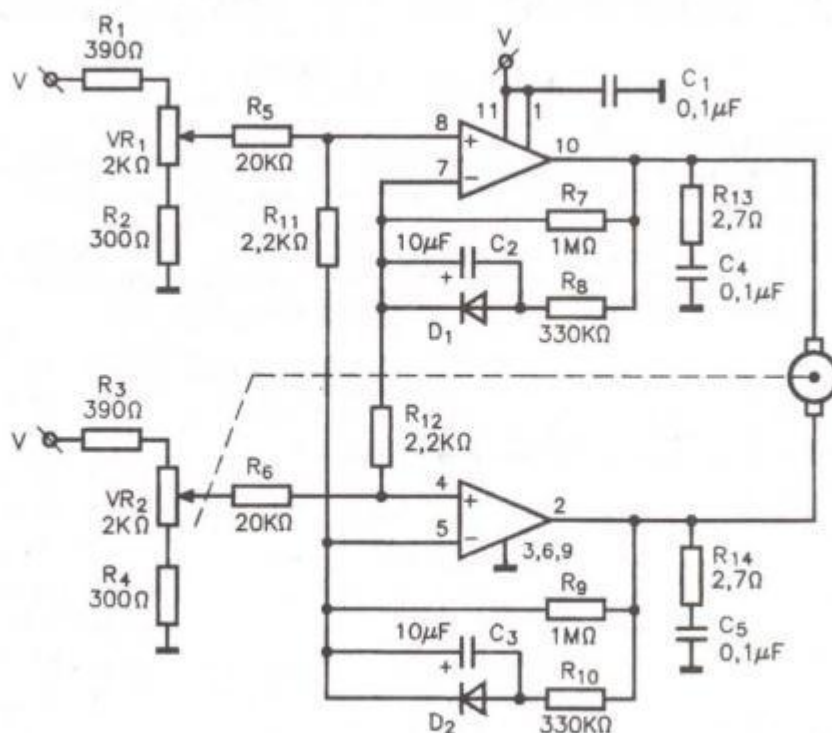 R1
390Ω
V
VR1
2KΩ
R2
300Ω
R5
20KΩ
R11
2,2KΩ
V
11
1
C1
0,1µF
8
+
7
−
10
R7
1MΩ
10µF
+
C2
D1
R8
330KΩ
R13
2,7Ω
C4
0,1µF
R3
390Ω
V
VR2
2KΩ
R4
300Ω
R6
20KΩ
R12
2,2KΩ
4
+
5
−
2
3,6,9
R9
1MΩ
10µF
+
C3
D2
R10
330KΩ
R14
2,7Ω
C5
0,1µF